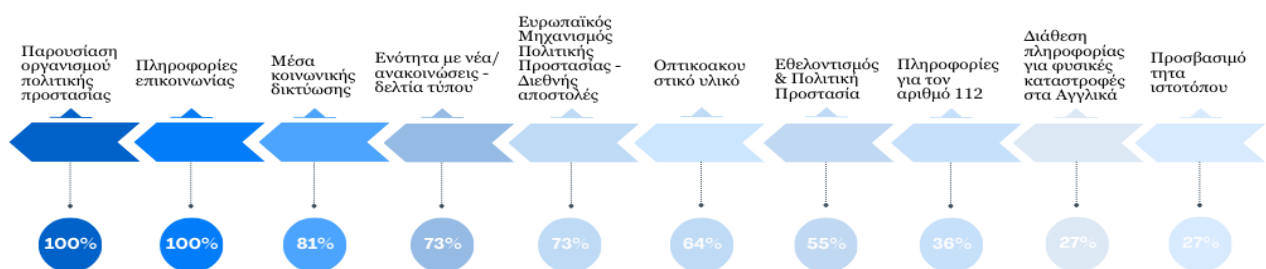 Παρουσίαση
οργανισμού
πολιτικής
προστασίας
Πληροφορίες
επικοινωνίας
Μέσα
κοινωνικής
δικτύωσης
Ενότητα με νέα/
ανακοινώσεις -
δελτία τύπου
Ευρωπαϊκός
Μηχανισμός
Πολιτικής
Προστασίας -
Διεθνής
αποστολές
Οπτικοακου
στικό υλικό
Εθελοντισμός
& Πολιτική
Προστασία
Πληροφορίες
για τον
αριθμό 112
Διάθεση
πληροφορίας
για φυσικές
καταστροφές
στα Αγγλικά
Προσβασιμό
τητα
ιστοτόπου
100%
100%
81%
73%
73%
64%
55%
36%
27%
27%